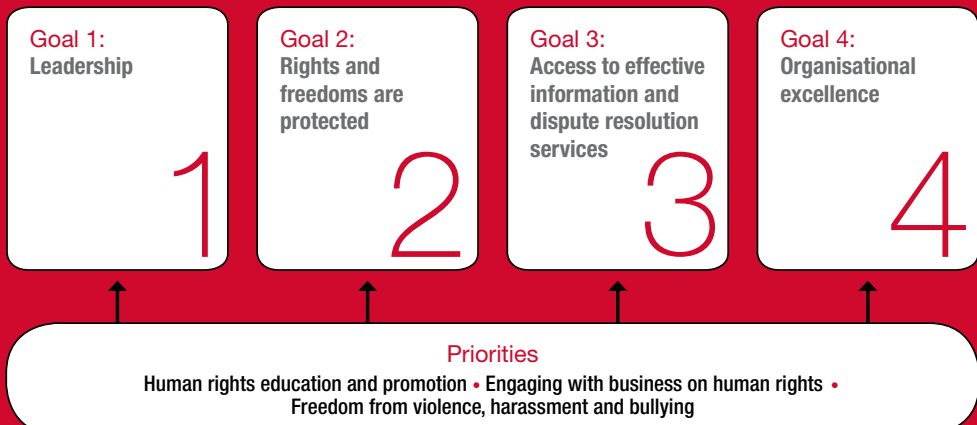 Goal 1:
Leadership
1
Goal 2:
Rights and
freedoms are
protected
2
Goal 3:
Access to effective
information and
dispute resolution
services
3
Goal 4:
Organisational
excellence
4
Priorities
Human rights education and promotion • Engaging with business on human rights •
Freedom from violence, harassment and bullying